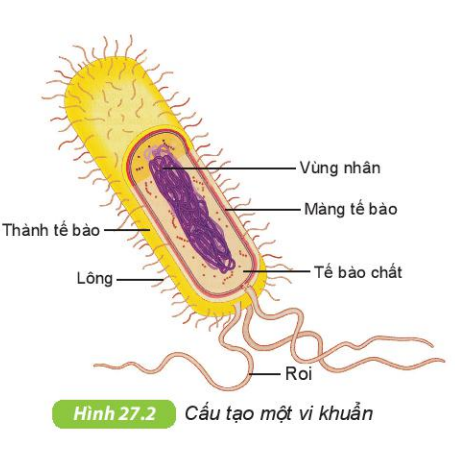 Vùng nhân
Màng tế bào
Thành tế bào
Tế bào chất
Lông
Roi
Hình 27.2 Cấu tạo một vi khuẩn